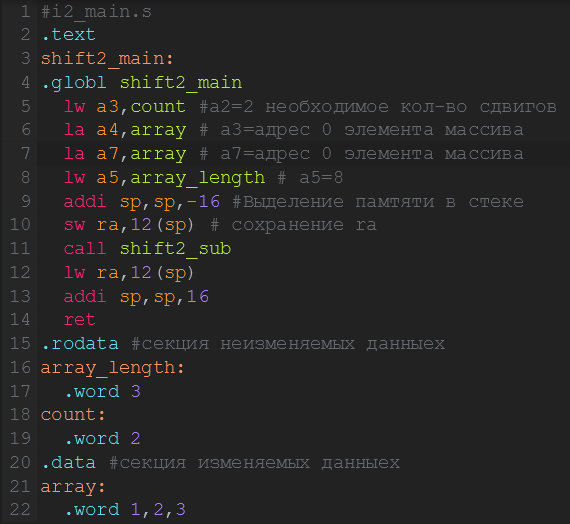 1 #i2_main.s
2 .text
3 shift2_main:
4 .globl shift2_main
5 lw a3,count #a2=2 необходимое кол-во сдвигов
6 la a4,array # a3=адрес 0 элемента массива
7 la a7,array # a7=адрес 0 элемента массива
8 lw a5,array_length # a5=8
9 addi sp,sp,-16 #Выделение памтяти в стеке
10 sw ra,12(sp) # сохранение ra
11 call shift2_sub
12 lw ra,12(sp)
13 addi sp,sp,16
14 ret
15 .rodata #секция неизменяемых данныех
16 array_length:
17 .word 3
18 count:
19 .word 2
20 .data #секция изменяемых данныех
21 array:
22 .word 1,2,3